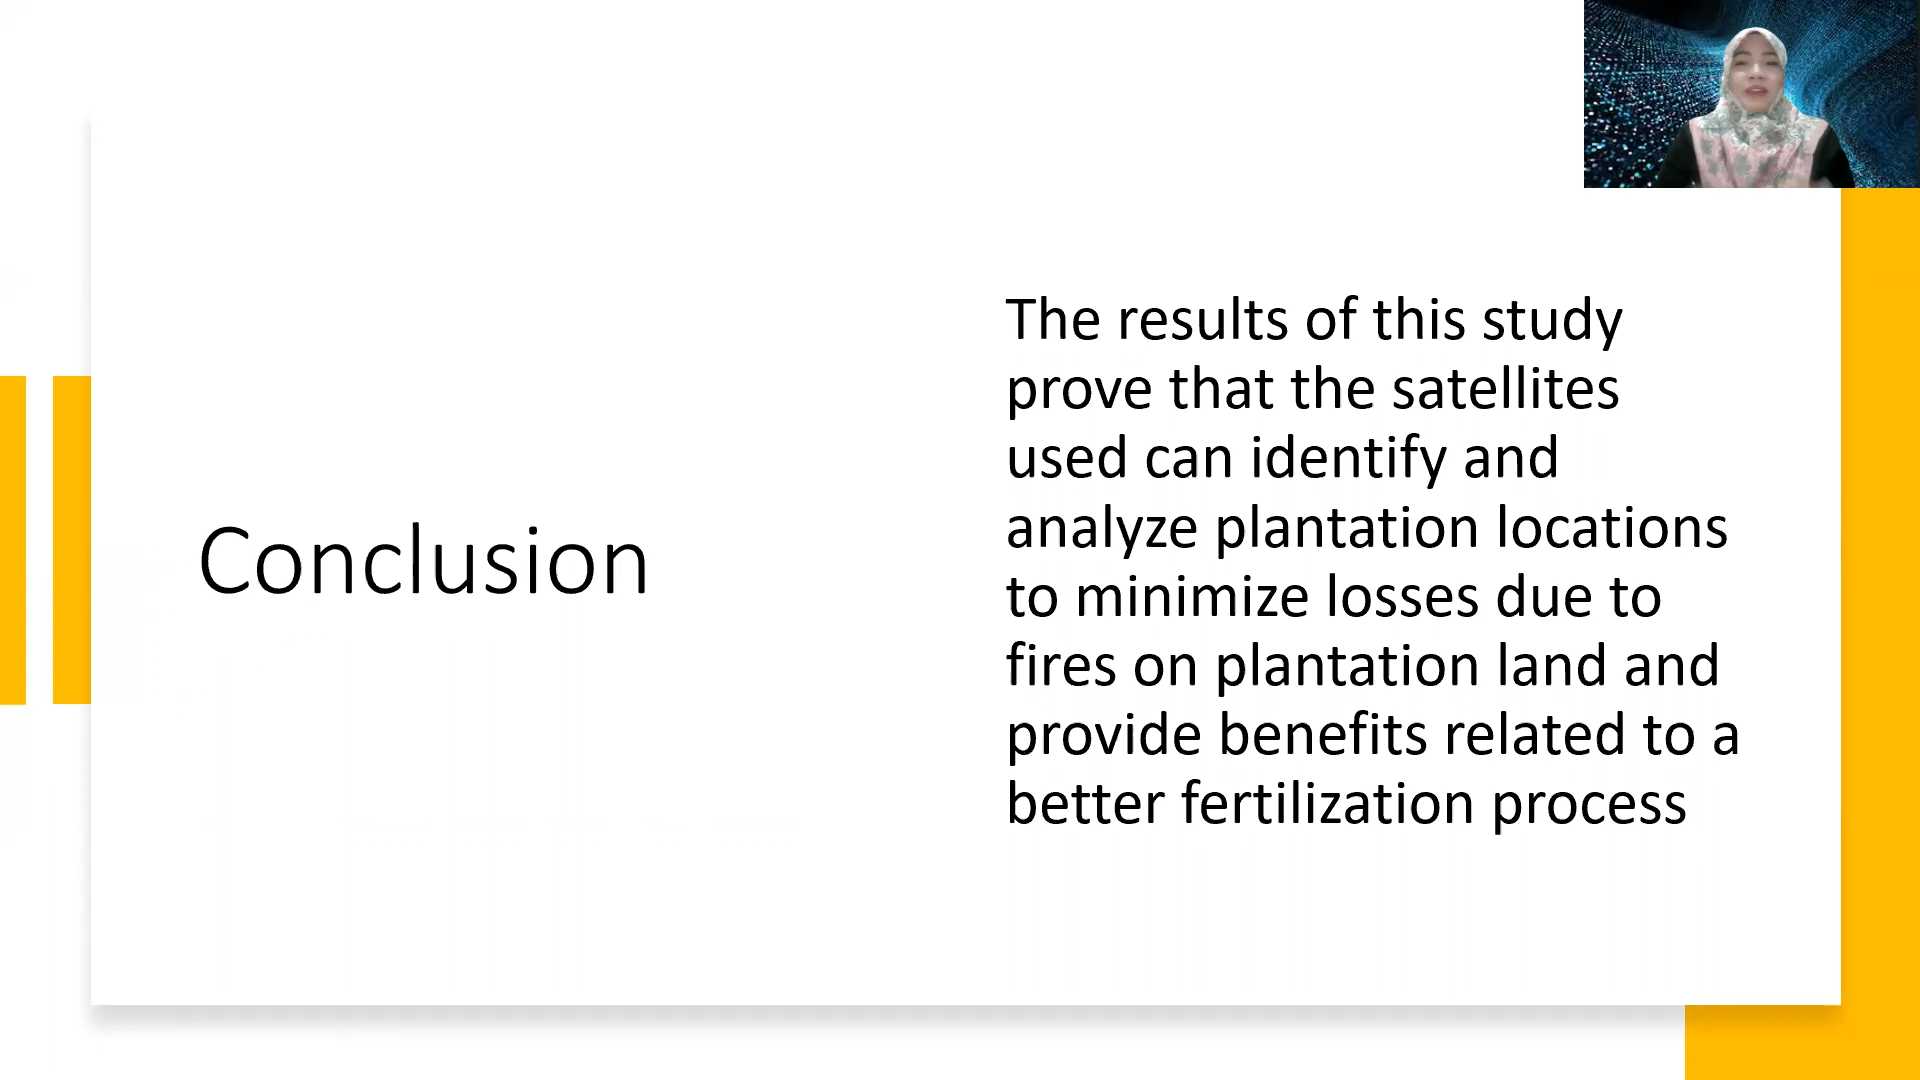 Conclusion
The results of this study
prove that the satellites
used can identify and
analyze plantation locations
to minimize losses due to
fires on plantation land and
provide benefits related to a
better fertilization process